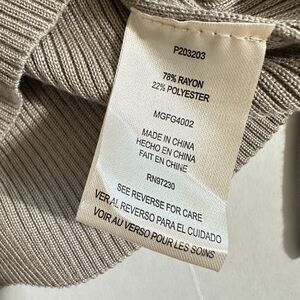 P203203
78% RAYON
22% POLYESTER
MGFG4002
MADE IN CHINA
HECHO EN CHINA
FAIT EN CHINE
RN97230
SEE REVERSE FOR CARE
VER AL REVERSO PARA EL CUIDADO
VOIR AU VERSO POUR LES SOINS